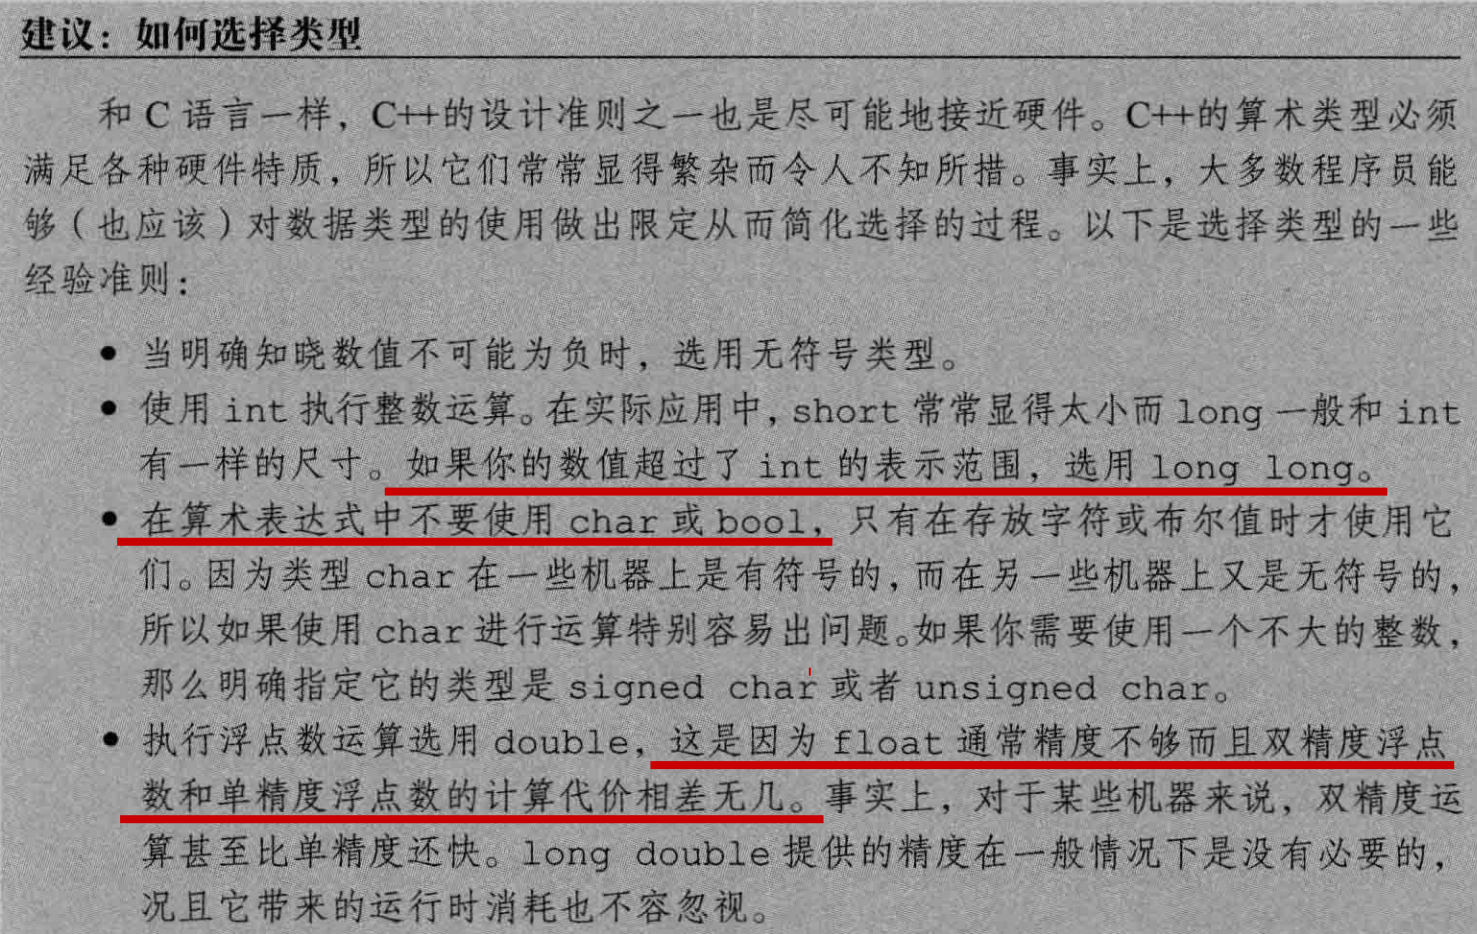 建议：如何选择类型
和 C 语言一样，C++的设计准则之一也是尽可能地接近硬件。C++的算术类型必须
满足各种硬件特质，所以它们常常显得繁杂而令人不知所措。事实上，大多数程序员能
够（也应该）对数据类型的使用做出限定从而简化选择的过程。以下是选择类型的一些
经验准则：
● 当明确知晓数值不可能为负时，选用无符号类型。
● 使用 int 执行整数运算。在实际应用中，short 常常显得太小而 long 一般和 int
有一样的尺寸。如果你的数值超过了 int 的表示范围，选用 long long。
● 在算术表达式中不要使用 char 或 bool，只有在存放字符或布尔值时才使用它
们。因为类型 char 在一些机器上是有符号的，而在另一些机器上又是无符号的，
所以如果使用 char 进行运算特别容易出问题。如果你需要使用一个不大的整数，
那么明确指定它的类型是 signed char 或者 unsigned char。
● 执行浮点数运算选用 double，这是因为 float 通常精度不够而且双精度浮点
数和单精度浮点数的计算代价相差无几。事实上，对于某些机器来说，双精度运
算甚至比单精度还快。long double 提供的精度在一般情况下是没有必要的，
况且它带来的运行时消耗也不容忽视。